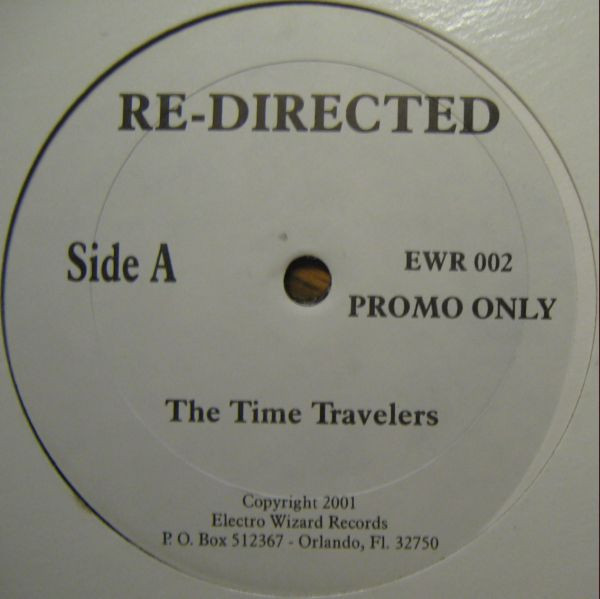 RE-DIRECTED
Side A
EWR 002
PROMO ONLY
The Time Travelers
Copyright 2001
Electro Wizard Records
P. O. Box 512367 - Orlando, Fl. 32750